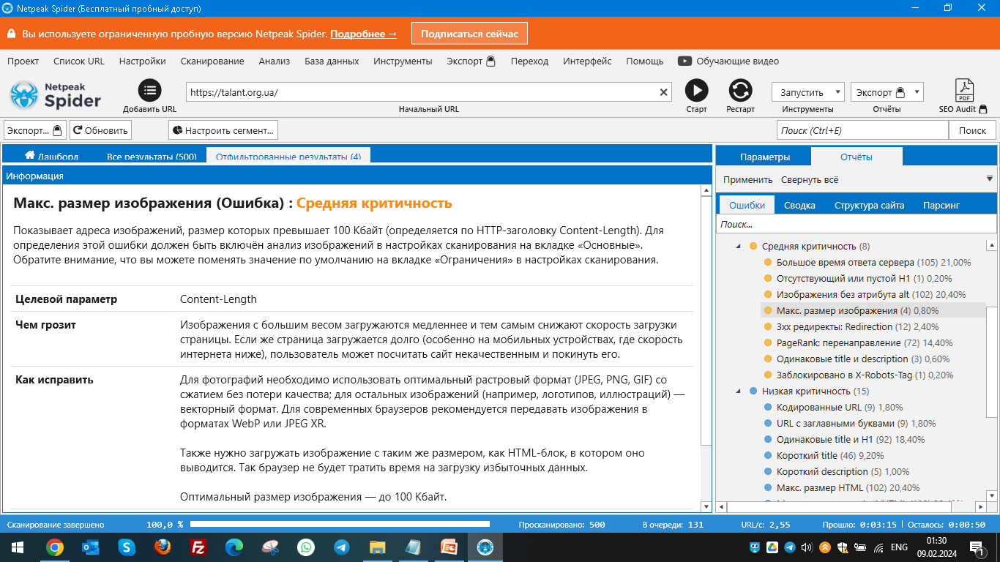 Netpeak Spider (Бесплатный пробный доступ)
Вы используете ограниченную пробную версию Netpeak Spider. Подробнее → Подписаться сейчас
Проект Список URL Настройки Сканирование Анализ База данных Инструменты Экспорт Переход Интерфейс Помощь Обучающие видео
Netpeak
Spider
https://talant.org.ua/
Запустить
Экспорт
PDF
Добавить URL
Начальный URL
Старт
Рестарт
Инструменты
Отчёты
SEO Audit
Экспорт...
Обновить
Настроить сегмент...
Поиск (Ctrl+E)
Поиск
Дашборд
Все результаты (500)
Отфильтрованные результаты (4)
Информация
Макс. размер изображения (Ошибка) : Средняя критичность
Показывает адреса изображений, размер которых превышает 100 Кбайт (определяется по HTTP-заголовку Content-Length). Для
определения этой ошибки должен быть включён анализ изображений в настройках сканирования на вкладке «Основные».
Обратите внимание, что вы можете поменять значение по умолчанию на вкладке «Ограничения» в настройках сканирования.
Целевой параметр
Content-Length
Чем грозит
Изображения с большим весом загружаются медленнее и тем самым снижают скорость загрузки
страницы. Если же страница загружается долго (особенно на мобильных устройствах, где скорость
интернета ниже), пользователь может посчитать сайт некачественным и покинуть его.
Как исправить
Для фотографий необходимо использовать оптимальный растровый формат (JPEG, PNG, GIF) со
сжатием без потери качества; для остальных изображений (например, логотипов, иллюстраций) —
векторный формат. Для современных браузеров рекомендуется передавать изображения в
форматах WebP или JPEG XR.
Также нужно загружать изображение с таким же размером, как HTML-блок, в котором оно
выводится. Так браузер не будет тратить время на загрузку избыточных данных.
Оптимальный размер изображения — до 100 Кбайт.
Параметры
Отчёты
Применить Свернуть всё
Ошибки Сводка Структура сайта Парсинг
Поиск...
Средняя критичность (8)
Большое время ответа сервера (105) 21,00%
Отсутствующий или пустой H1 (1) 0,20%
Изображения без атрибута alt (102) 20,40%
Макс. размер изображения (4) 0,80%
3xx редиректы: Redirection (12) 2,40%
PageRank: перенаправление (72) 14,40%
Одинаковые title и description (3) 0,60%
Заблокировано в X-Robots-Tag (1) 0,20%
Низкая критичность (15)
Кодированные URL (9) 1,80%
URL с заглавными буквами (9) 1,80%
Одинаковые title и H1 (92) 18,40%
Короткий title (46) 9,20%
Короткий description (5) 1,00%
Макс. размер HTML (102) 20,40%
Сканирование завершено 100,0 % Просканировано: 500 В очереди: 131 URL/с: 2,55 Прошло: 0:03:15 | Осталось: 0:00:50
ENG
01:30
09.02.2024
1